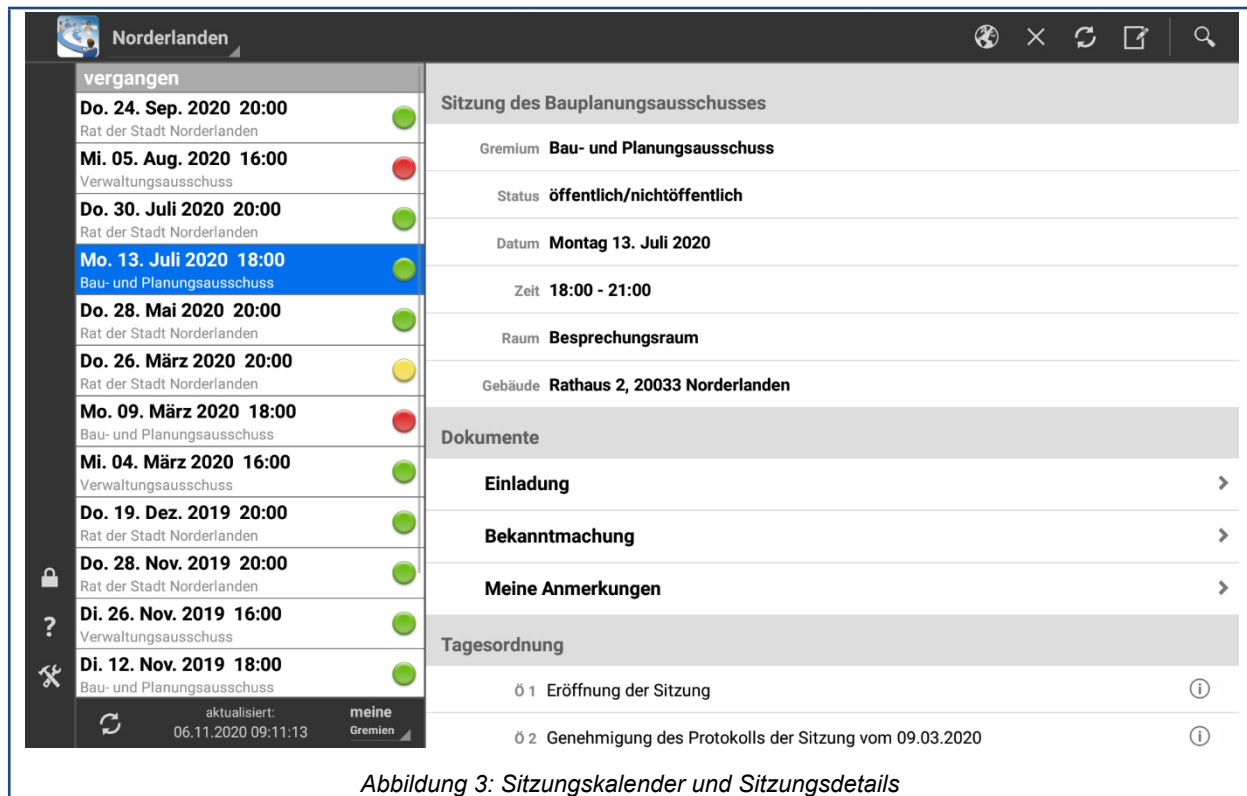 Norderlanden
vergangen
Do. 24. Sep. 2020 20:00
Rat der Stadt Norderlanden
Mi. 05. Aug. 2020 16:00
Verwaltungsausschuss
Do. 30. Juli 2020 20:00
Rat der Stadt Norderlanden
Mo. 13. Juli 2020 18:00
Bau- und Planungsausschuss
Do. 28. Mai 2020 20:00
Rat der Stadt Norderlanden
Do. 26. März 2020 20:00
Rat der Stadt Norderlanden
Mo. 09. März 2020 18:00
Bau- und Planungsausschuss
Mi. 04. März 2020 16:00
Verwaltungsausschuss
Do. 19. Dez. 2019 20:00
Rat der Stadt Norderlanden
Do. 28. Nov. 2019 20:00
Rat der Stadt Norderlanden
Di. 26. Nov. 2019 16:00
Verwaltungsausschuss
Di. 12. Nov. 2019 18:00
Bau- und Planungsausschuss
aktualisiert:
06.11.2020 09:11:13
meine
Gremien
Sitzung des Bauplanungsausschusses
Gremium Bau- und Planungsausschuss
Status öffentlich/nichtöffentlich
Datum Montag 13. Juli 2020
Zeit 18:00 - 21:00
Raum Besprechungsraum
Gebäude Rathaus 2, 20033 Norderlanden
Dokumente
Einladung
Bekanntmachung
Meine Anmerkungen
Tagesordnung
Ö 1 Eröffnung der Sitzung
Ö 2 Genehmigung des Protokolls der Sitzung vom 09.03.2020
Abbildung 3: Sitzungskalender und Sitzungsdetails